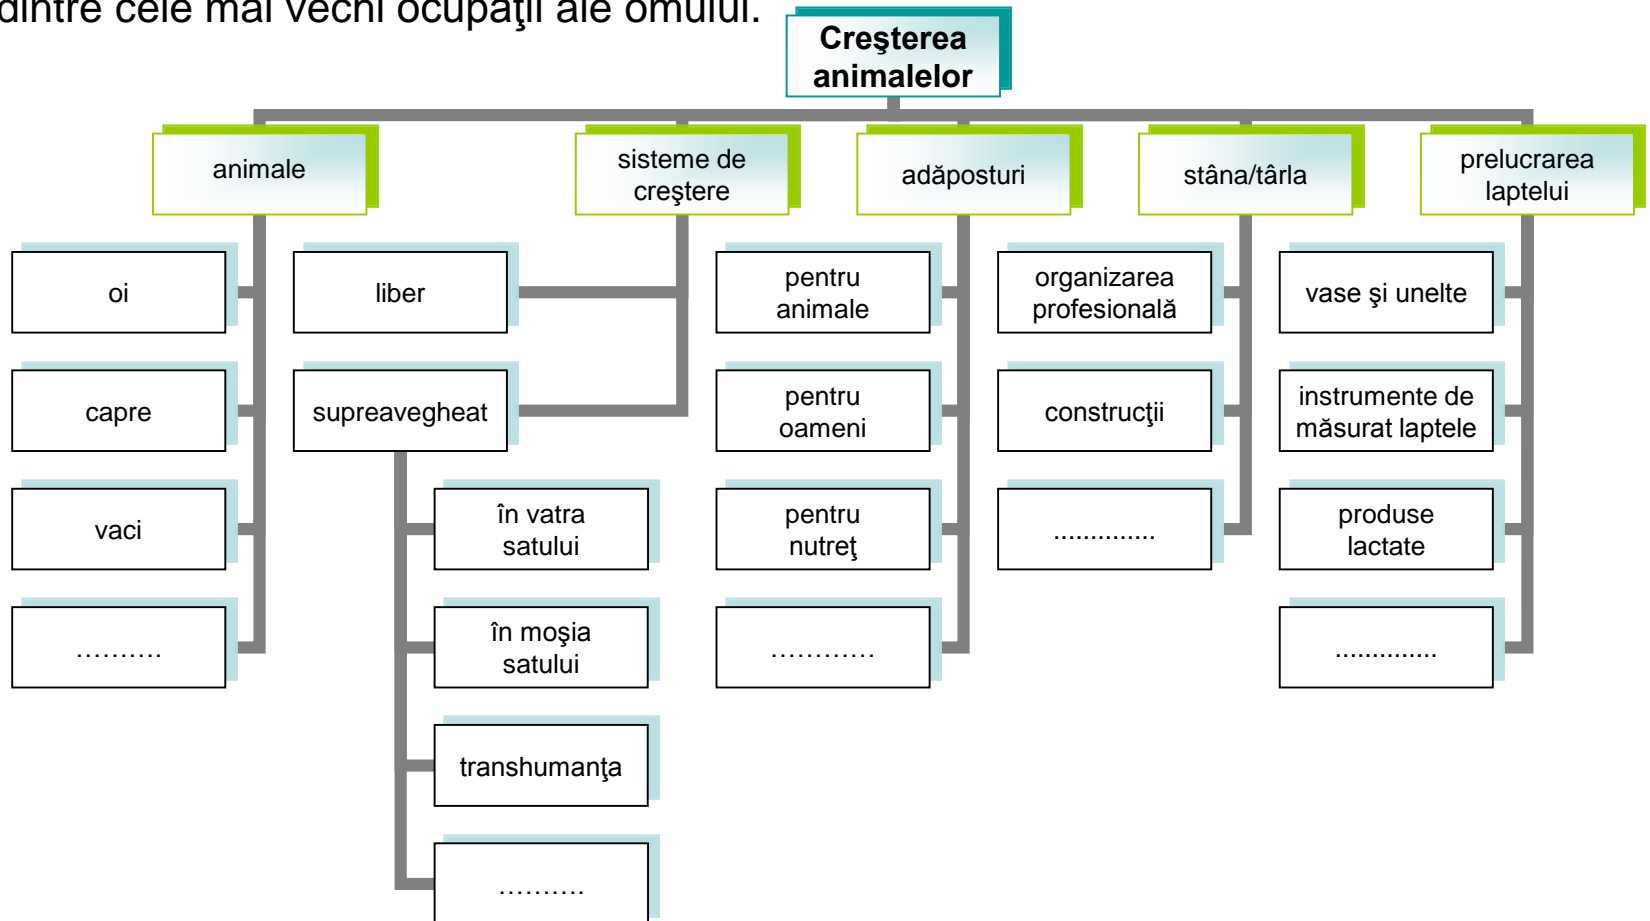 dintre cele mai vechi ocupaţii ale omului.
Creşterea
animalelor
animale
sisteme de
creştere
adăposturi
stâna/târla
prelucrarea
laptelui
oi
liber
pentru
animale
organizarea
profesională
vase şi unelte
capre
supreavegheat
pentru
oameni
construcţii
instrumente de
măsurat laptele
vaci
în vatra
satului
pentru
nutreţ
..............
produse
lactate
……….
în moşia
satului
…………
..............
transhumanţa
……….